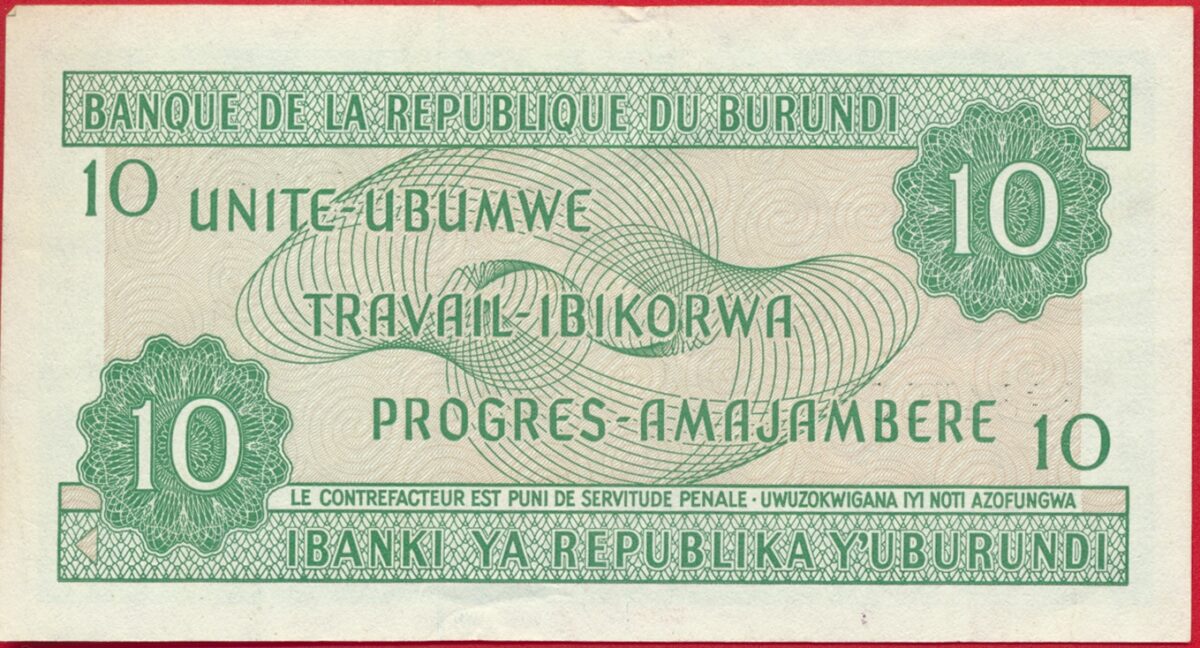 BANQUE DE LA REPUBLIQUE DU BURUNDI
10
10
UNITE-UBUMWE
TRAVAIL-IBIKORWA
PROGRES-AMAJAMBERE
10
10
LE CONTREFACTEUR EST PUNI DE SERVITUDE PENALE · UWUZOKWIGANA IYI NOTI AZOFUNGWA
IBANKI YA REPUBLIKA Y'UBURUNDI